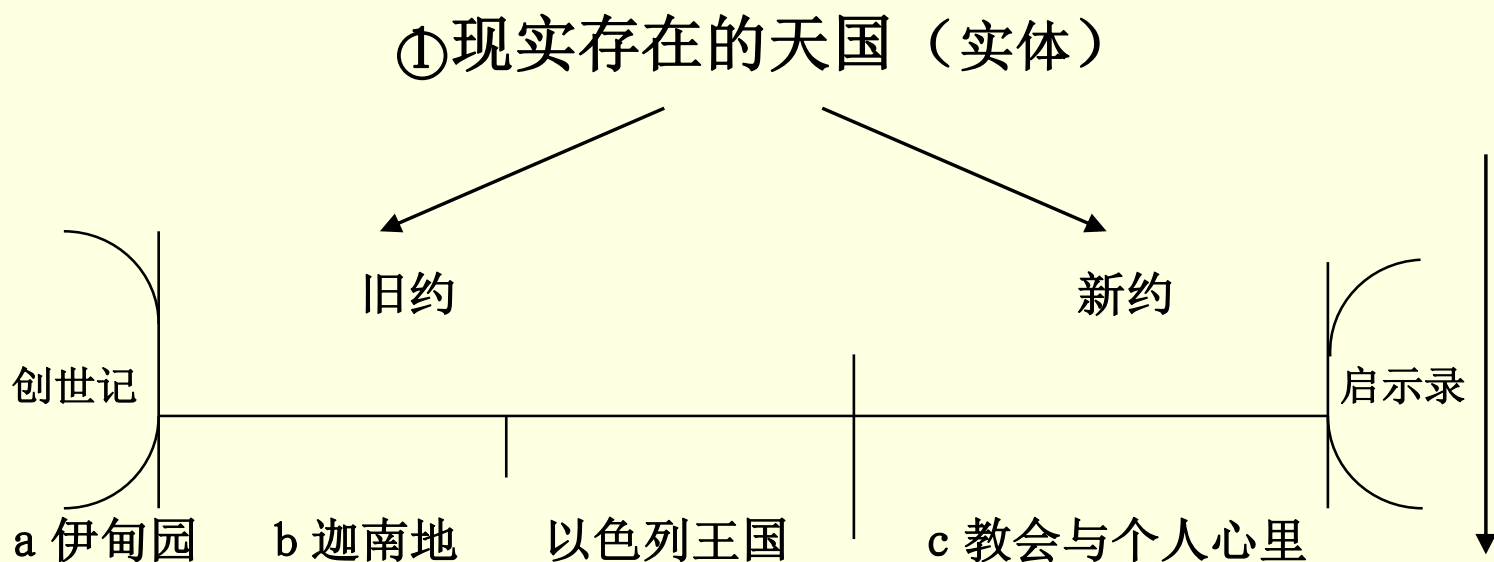 ①现实存在的天国（实体）
旧约 新约
创世记 启示录
a 伊甸园 b 迦南地 以色列王国 c 教会与个人心里